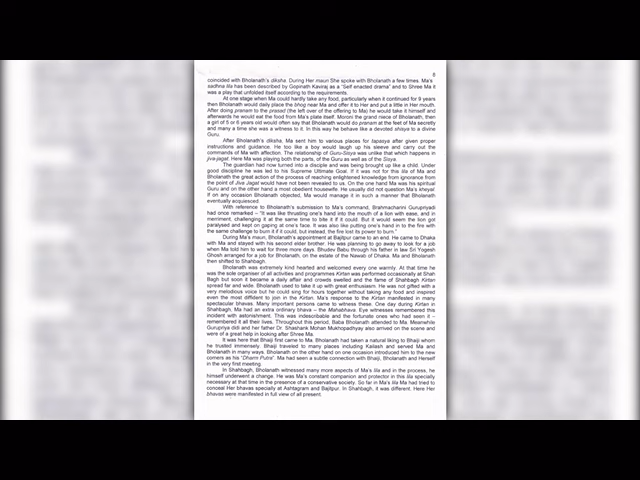 8
coincided with Bholanath's diksha. During Her maun She spoke with Bholanath a few times. Ma's
sadhna lila has been described by Gopinath Kaviraj as a "Self enacted drama" and to Shree Ma it
was a play that unfolded itself according to the requirements.
At one stage when Ma could hardly take any food, particularly when it continued for 9 years
then Bholanath would daily place the bhog near Ma and offer it to Her and put a little in Her mouth.
After doing pranam to the prasad (the left over of the offering to Ma) he would take it himself and
afterwards he would eat the food from Ma's plate itself. Moroni the grand niece of Bholanath, then
a girl of 5 or 6 years old would often say that Bholanath would do pranam at the feet of Ma secretly
and many a time she was a witness to it. In this way he behave like a devoted shisya to a divine
Guru.
After Bholanath's diksha, Ma sent him to various places for tapasya after given proper
instructions and guidance. He too like a boy would laugh up his sleeve and carry out the
commands of Ma with affection. The relationship of Guru-Sisya was unlike that which happens in
jiva-jagat. Here Ma was playing both the parts, of the Guru as well as of the Sisya.
The guardian had now turned into a disciple and was being brought up like a child. Under
good discipline he was led to his Supreme Ultimate Goal. If it was not for this lila of Ma and
Bholanath the great action of the process of reaching enlightened knowledge from ignorance from
the point of Jive Jagat would have not been revealed to us. On the one hand Ma was his spiritual
Guru and on the other hand a most obedient housewife. He usually did not question Ma's kheyal
if on any occasion Bholanath objected, Ma would manage it in such a manner that Bholanath
eventually acquiesced.
With reference to Bholanath's submission to Ma's command, Brahmacharini Gurupriyadi
had once remarked – "It was like thrusting one's hand into the mouth of a lion with ease, and in
merriment, challenging it at the same time to bite it if it could. But it would seem the lion got
paralysed and kept on gaping at one's face. It was also like putting one's hand in to the fire with
the same challenge to burn it if it could, but instead, the fire lost its power to burn."
During Ma's maun, Bholanath's appointment at Bajitpur came to an end. He came to Dhaka
with Ma and stayed with his second elder brother. He was planning to go away to look for a job
when Ma told him to wait for three more days. Bhudev Babu through his father in law Sri Yogesh
Ghosh arranged for a job for Bholanath, on the estate of the Nawab of Dhaka. Ma and Bholanath
then shifted to Shahbagh.
Bholanath was extremely kind hearted and welcomed every one warmly. At that time he
was the sole organiser of all activities and programmes Kirtan was performed occasionally at Shah
Bagh but soon it became a daily affair and crowds swelled and the fame of Shahbagh Kirtan
spread far and wide. Bholanath used to take it up with great enthusiasm. He was not gifted with a
very melodious voice but he could sing for hours together without taking any food and inspired
even the most diffident to join in the Kirtan. Ma's response to the Kirtan manifested in many
spectacular bhavas. Many important persons came to witness these. One day during Kirtan in
Shahbagh, Ma had an extra ordinary bhava – the Mahabhava. Eye witnesses remembered this
incident with astonishment. This was indescribable and the fortunate ones who had seen it –
remembered it all their lives. Throughout this period, Baba Bholanath attended to Ma. Meanwhile
Gurupriya didi and her father Dr. Shashank Mohan Mukhopadhyay also arrived on the scene and
were of a great help in looking after Shree Ma.
It was here that Bhaiji first came to Ma. Bholanath had taken a natural liking to Bhaiji whom
he trusted immensely. Bhaiji traveled to many places including Kailash and served Ma and
Bholanath in many ways. Bholanath on the other hand on one occasion introduced him to the new
comers as his "Dharm Putra". Ma had seen a subtle connection with Bhaiji, Bholanath and Herself
in the very first meeting.
In Shahbagh, Bholanath witnessed many more aspects of Ma's lila and in the process, he
himself underwent a change. He was Ma's constant companion and protector in this lila specially
necessary at that time in the presence of a conservative society. So far in Ma's lila Ma had tried to
conceal Her bhavas specially at Ashtagram and Bajitpur. In Shahbagh, it was different. Here Her
bhavas were manifested in full view of all present.